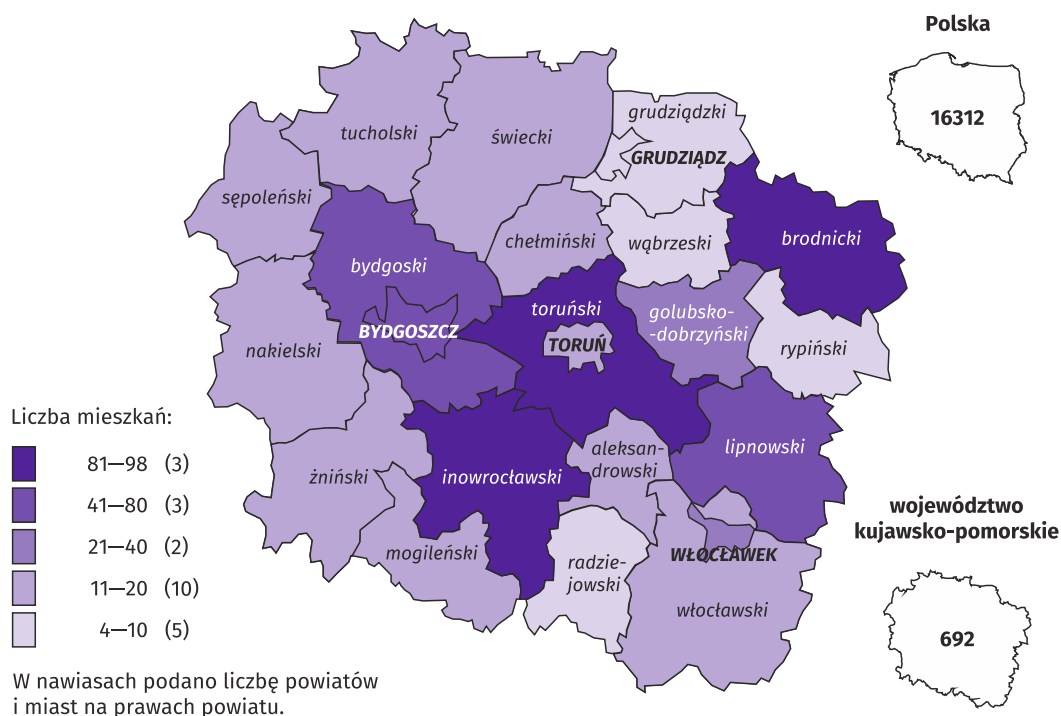 Polska
16312
grudziądzki
tucholski
świecki
GRUDZIĄDZ
sępoleński
chełmiński
wąbrzeski
brodnicki
bydgoski
toruński
golubsko-
-dobrzyński
BYDGOSZCZ
TORUŃ
nakielski
rypiński
Liczba mieszkań:
81—98 (3)
41—80 (3)
21—40 (2)
11—20 (10)
4—10 (5)
aleksan-
drowski
lipnowski
żniński
inowrocławski
mogileński
radzie-
jowski
WŁOCŁAWEK
włocławski
województwo
kujawsko-pomorskie
692
W nawiasach podano liczbę powiatów
i miast na prawach powiatu.